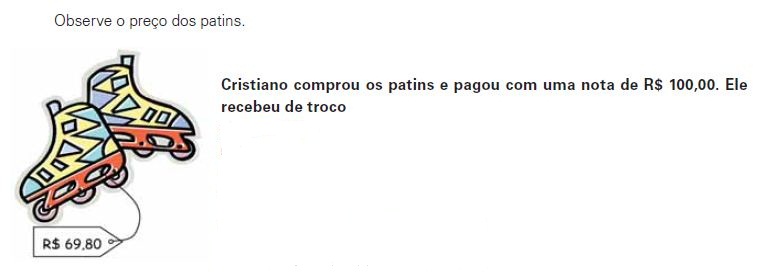 Observe o preço dos patins.
Cristiano comprou os patins e pagou com uma nota de R$ 100,00. Ele
recebeu de troco
R$ 69,80